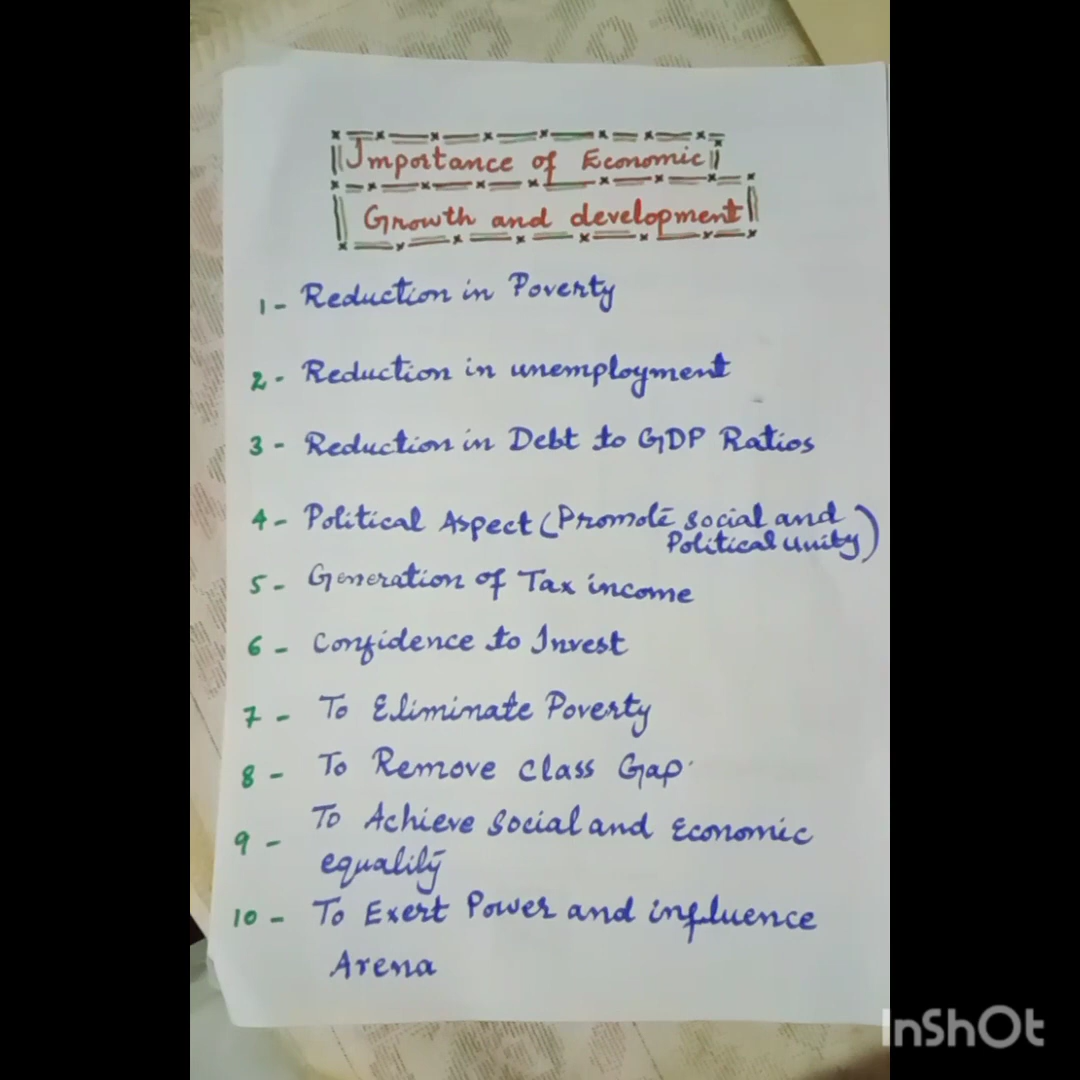 Importance of Economic
Growth and development
1- Reduction in Poverty
2- Reduction in unemployment
3- Reduction in Debt to GDP Ratios
4- Political Aspect (Promote social and
Political unity)
5- Generation of Tax income
6- Confidence to Invest
7- To Eliminate Poverty
8- To Remove class Gap
9- To Achieve Social and Economic
equality
10- To Exert Power and influence
Arena
InShOt